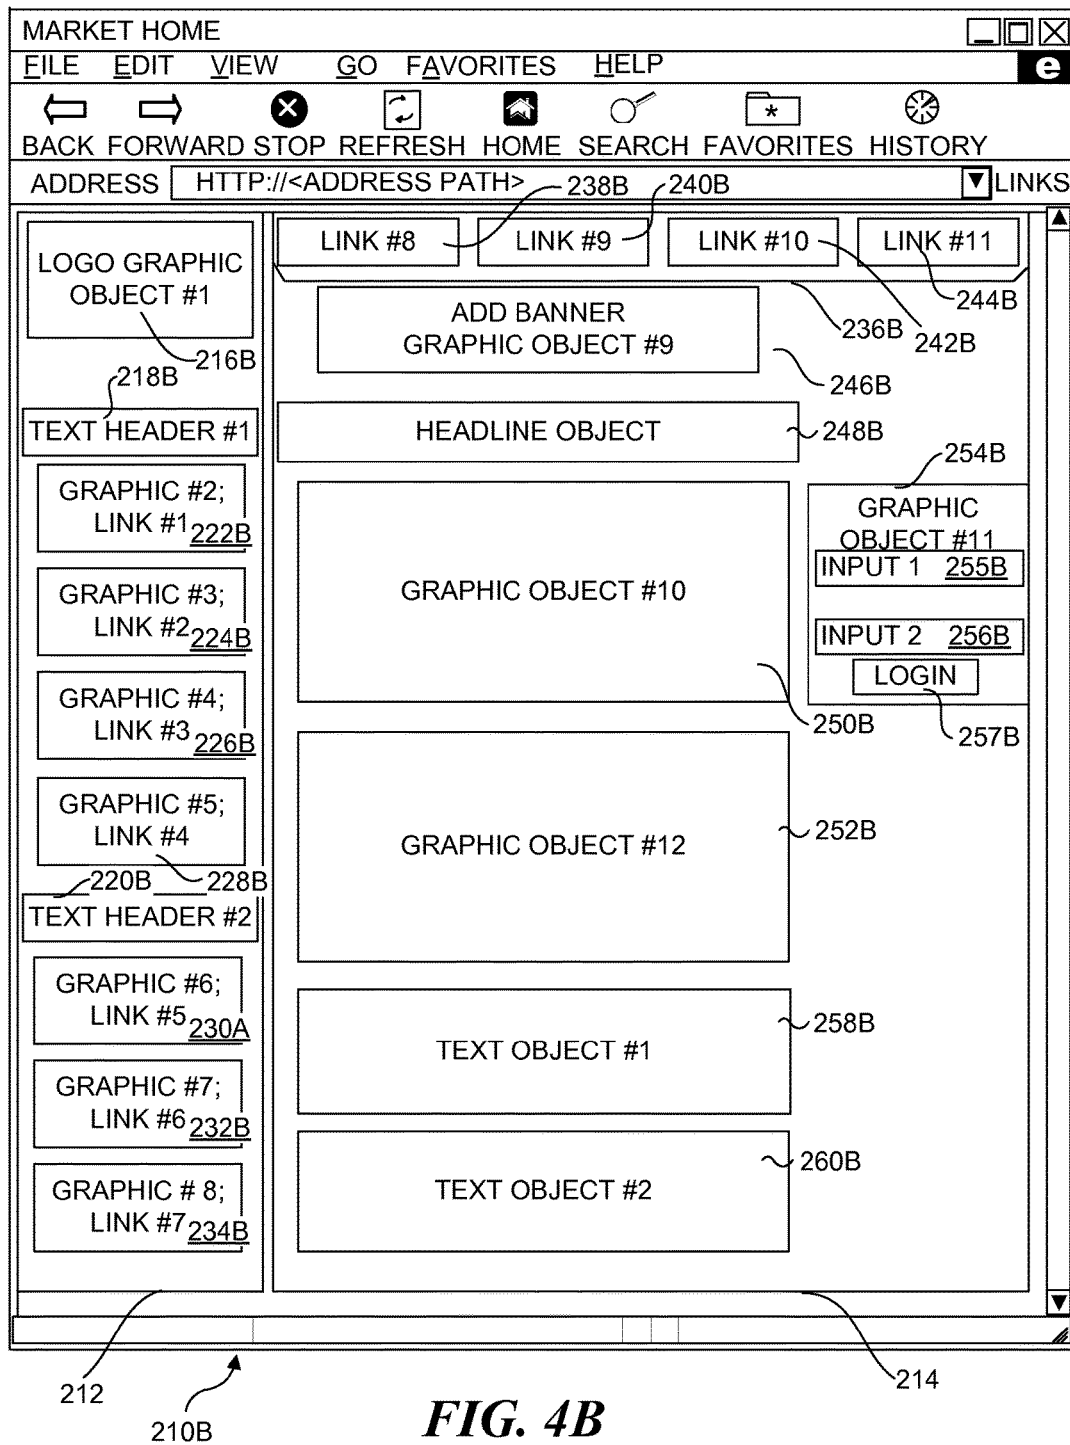 MARKET HOME
FILE EDIT VIEW GO FAVORITES HELP
e
BACK FORWARD STOP REFRESH HOME SEARCH FAVORITES HISTORY
ADDRESS HTTP://<ADDRESS PATH> LINKS
238B 240B
LOGO GRAPHIC
OBJECT #1
216B
218B
TEXT HEADER #1
GRAPHIC #2;
LINK #1 222B
GRAPHIC #3;
LINK #2 224B
GRAPHIC #4;
LINK #3 226B
GRAPHIC #5;
LINK #4
220B 228B
TEXT HEADER #2
GRAPHIC #6;
LINK #5 230A
GRAPHIC #7;
LINK #6 232B
GRAPHIC # 8;
LINK #7 234B
LINK #8 LINK #9 LINK #10 LINK #11
244B
236B 242B
ADD BANNER
GRAPHIC OBJECT #9
246B
HEADLINE OBJECT 248B
254B
GRAPHIC
OBJECT #11
INPUT 1 255B
INPUT 2 256B
LOGIN
257B
GRAPHIC OBJECT #10
250B
GRAPHIC OBJECT #12 252B
TEXT OBJECT #1 258B
TEXT OBJECT #2 260B
212 214
210B
FIG. 4B